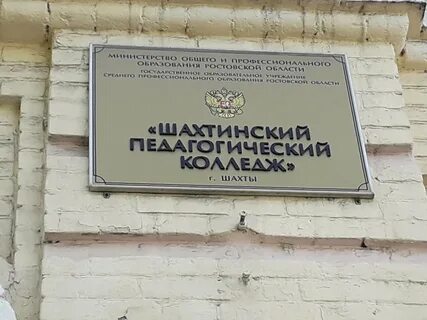 МИНИСТЕРСТВО ОБЩЕГО И ПРОФЕССИОНАЛЬНОГО
ОБРАЗОВАНИЯ РОСТОВСКОЙ ОБЛАСТИ
ГОСУДАРСТВЕННОЕ ОБРАЗОВАТЕЛЬНОЕ УЧРЕЖДЕНИЕ
СРЕДНЕГО ПРОФЕССИОНАЛЬНОГО ОБРАЗОВАНИЯ РОСТОВСКОЙ ОБЛАСТИ
«ШАХТИНСКИЙ
ПЕДАГОГИЧЕСКИЙ
КОЛЛЕДЖ»
г. ШАХТЫ